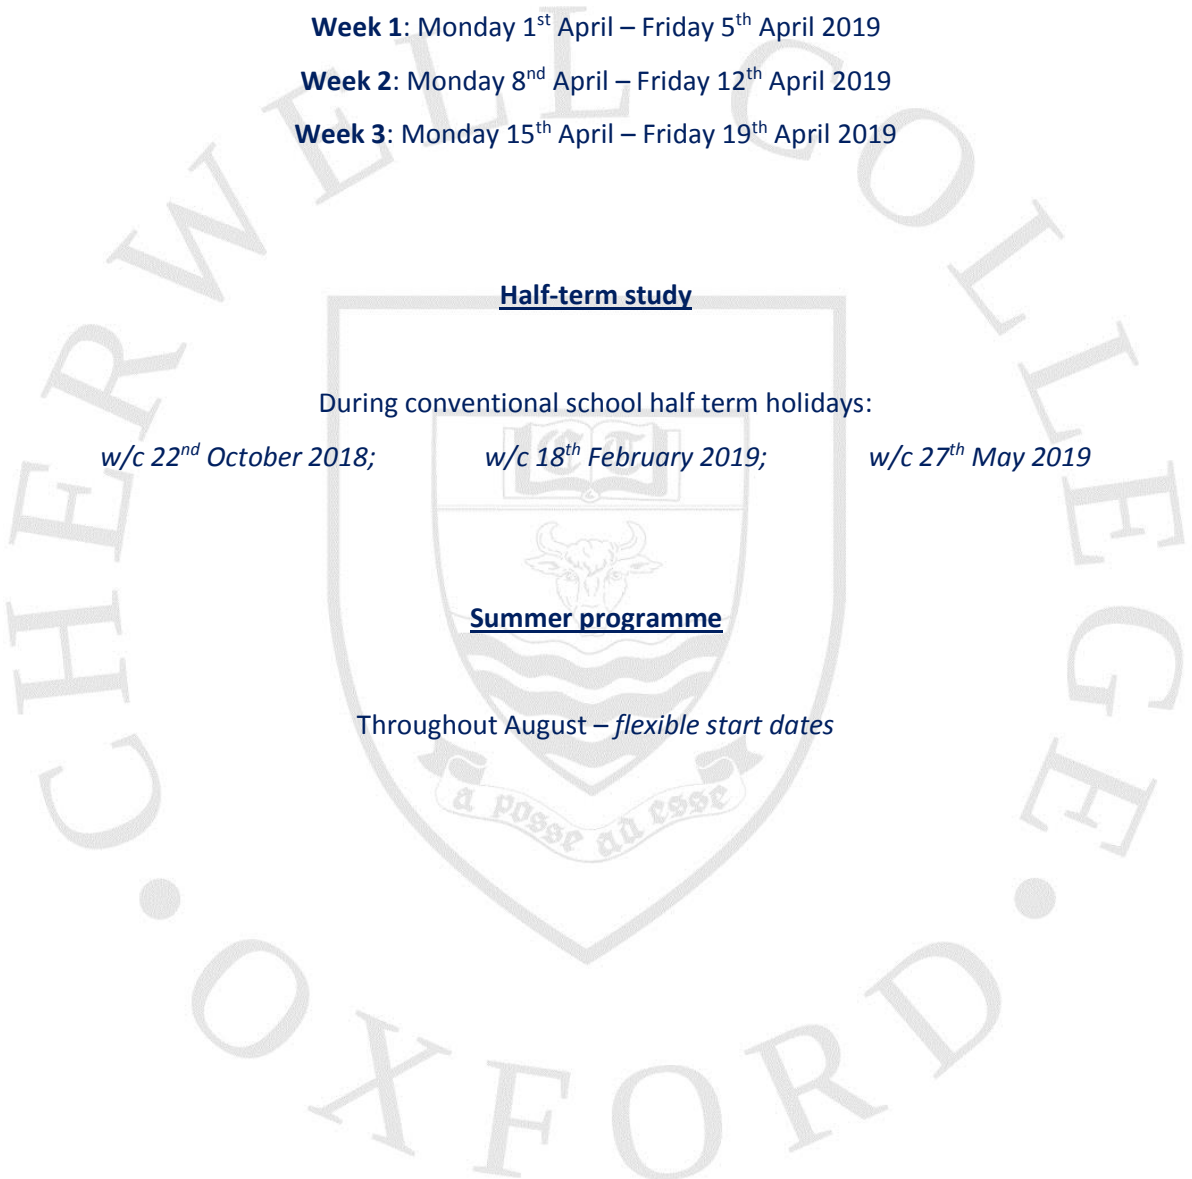 Week 1: Monday 1st April – Friday 5th April 2019
Week 2: Monday 8nd April – Friday 12th April 2019
Week 3: Monday 15th April – Friday 19th April 2019
Half-term study
During conventional school half term holidays:
w/c 22nd October 2018; w/c 18th February 2019; w/c 27th May 2019
Summer programme
Throughout August – flexible start dates
CHERWELL COLLEGE
C T
a posse ad esse
OXFORD